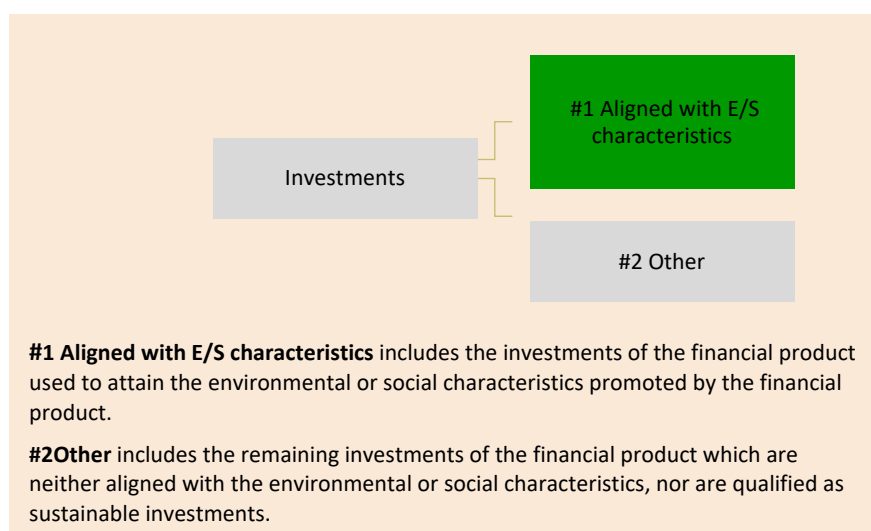 #1 Aligned with E/S
characteristics
Investments
#2 Other
#1 Aligned with E/S characteristics includes the investments of the financial product
used to attain the environmental or social characteristics promoted by the financial
product.
#2Other includes the remaining investments of the financial product which are
neither aligned with the environmental or social characteristics, nor are qualified as
sustainable investments.